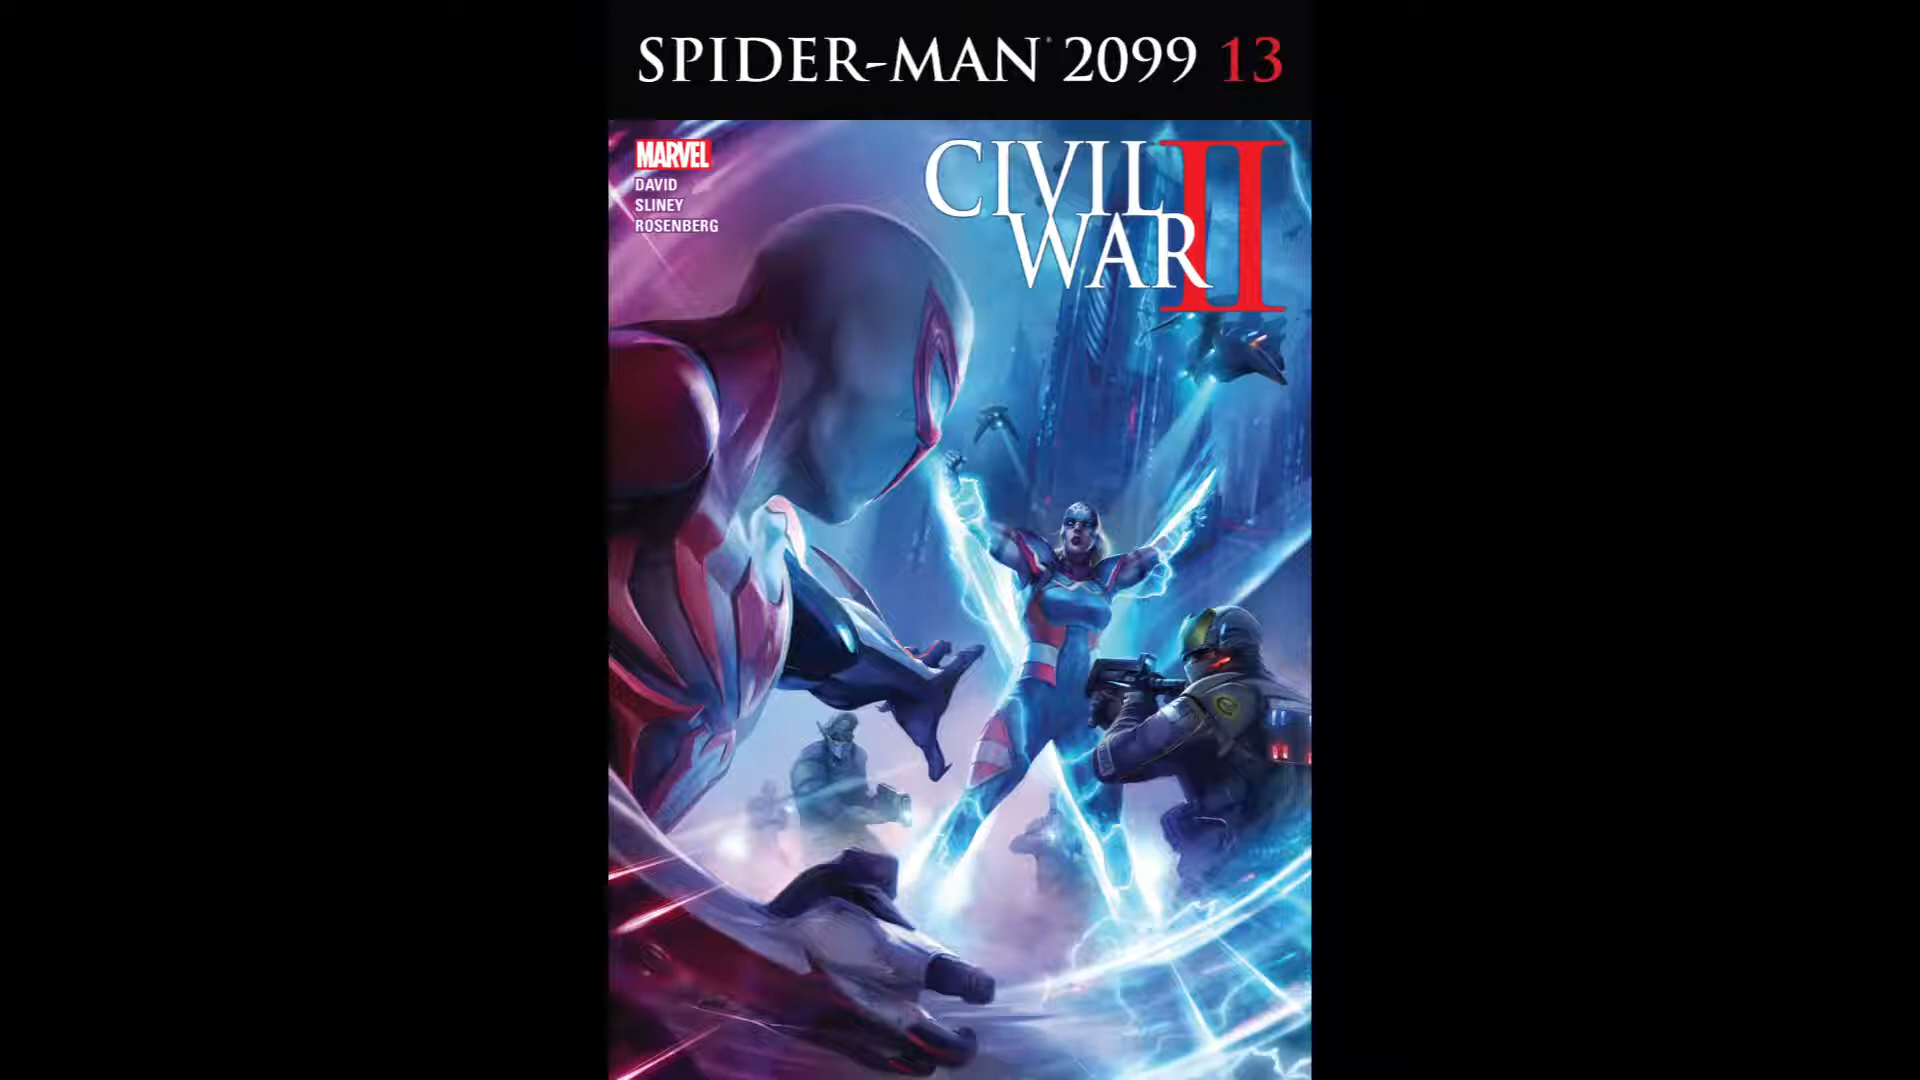 SPIDER-MAN® 2099 13
MARVEL
DAVID
SLINEY
ROSENBERG
CIVIL
WAR
II